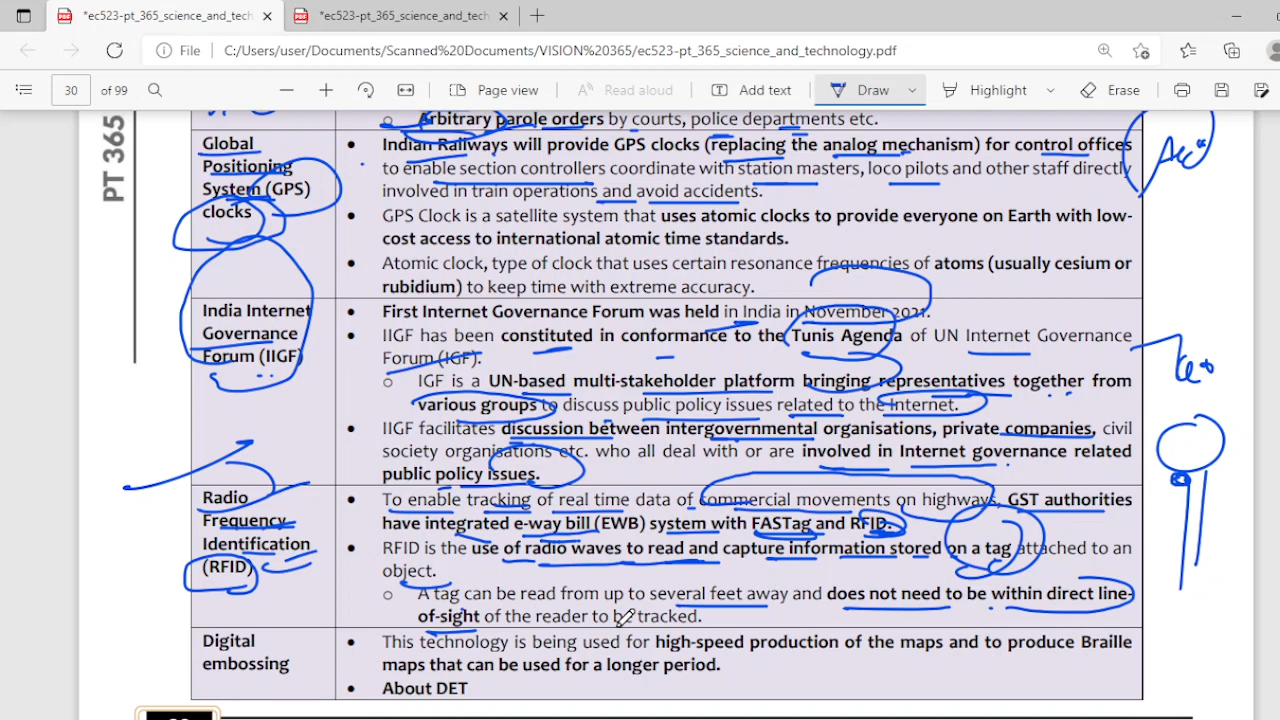 *ec523-pt_365_science_and_tech
*ec523-pt_365_science_and_tech
File
C:/Users/user/Documents/Scanned%20Documents/VISION%20365/ec523-pt_365_science_and_technology.pdf
30 of 99
Page view
Read aloud
Add text
Draw
Highlight
Erase
PT 365
o Arbitrary parole orders by courts, police departments etc.
Global
Positioning
System (GPS)
clocks
• Indian Railways will provide GPS clocks (replacing the analog mechanism) for control offices
to enable section controllers coordinate with station masters, loco pilots and other staff directly
involved in train operations and avoid accidents.
• GPS Clock is a satellite system that uses atomic clocks to provide everyone on Earth with low-
cost access to international atomic time standards.
• Atomic clock, type of clock that uses certain resonance frequencies of atoms (usually cesium or
rubidium) to keep time with extreme accuracy.
India Internet
Governance
Forum (IIGF)
• First Internet Governance Forum was held in India in November 2021.
• IIGF has been constituted in conformance to the Tunis Agenda of UN Internet Governance
Forum (IGF).
o IGF is a UN-based multi-stakeholder platform bringing representatives together from
various groups to discuss public policy issues related to the Internet.
• IIGF facilitates discussion between intergovernmental organisations, private companies, civil
society organisations etc. who all deal with or are involved in Internet governance related
public policy issues.
Radio
Frequency
Identification
(RFID)
• To enable tracking of real time data of commercial movements on highways, GST authorities
have integrated e-way bill (EWB) system with FASTag and RFID.
• RFID is the use of radio waves to read and capture information stored on a tag attached to an
object.
o A tag can be read from up to several feet away and does not need to be within direct line-
of-sight of the reader to be tracked.
Digital
embossing
• This technology is being used for high-speed production of the maps and to produce Braille
maps that can be used for a longer period.
• About DET